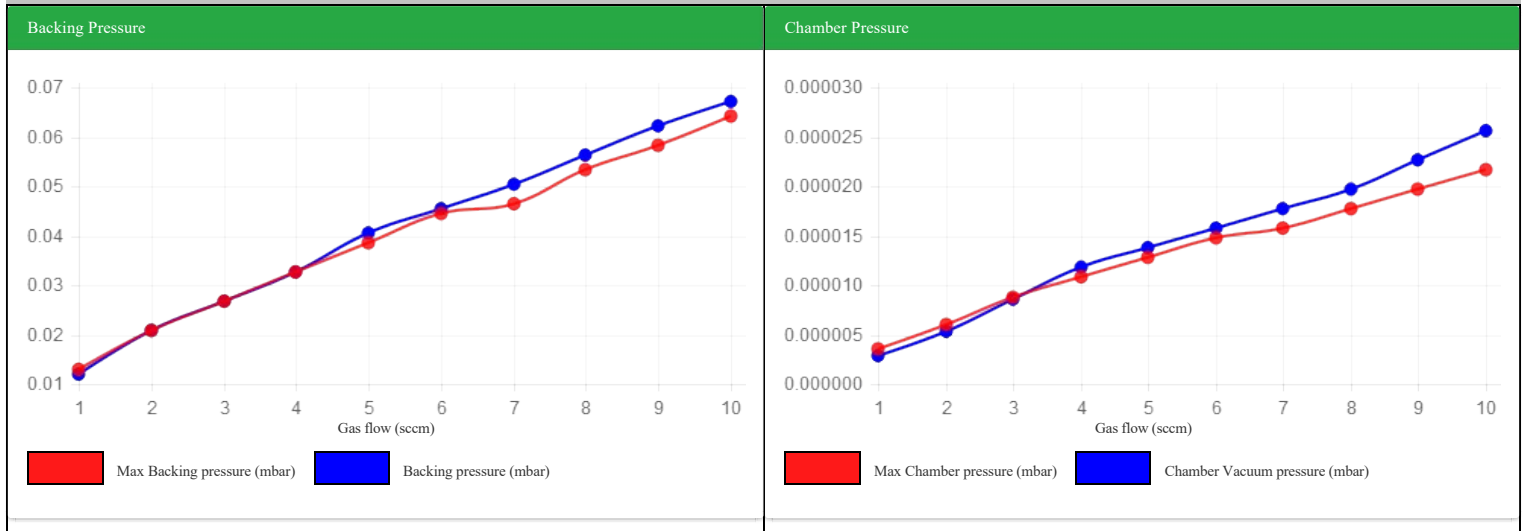 Backing Pressure
0.07
0.06
0.05
0.04
0.03
0.02
0.01
1 2 3 4 5 6 7 8 9 10
Gas flow (sccm)
Max Backing pressure (mbar) Backing pressure (mbar)
Chamber Pressure
0.000030
0.000025
0.000020
0.000015
0.000010
0.000005
0.000000
1 2 3 4 5 6 7 8 9 10
Gas flow (sccm)
Max Chamber pressure (mbar) Chamber Vacuum pressure (mbar)